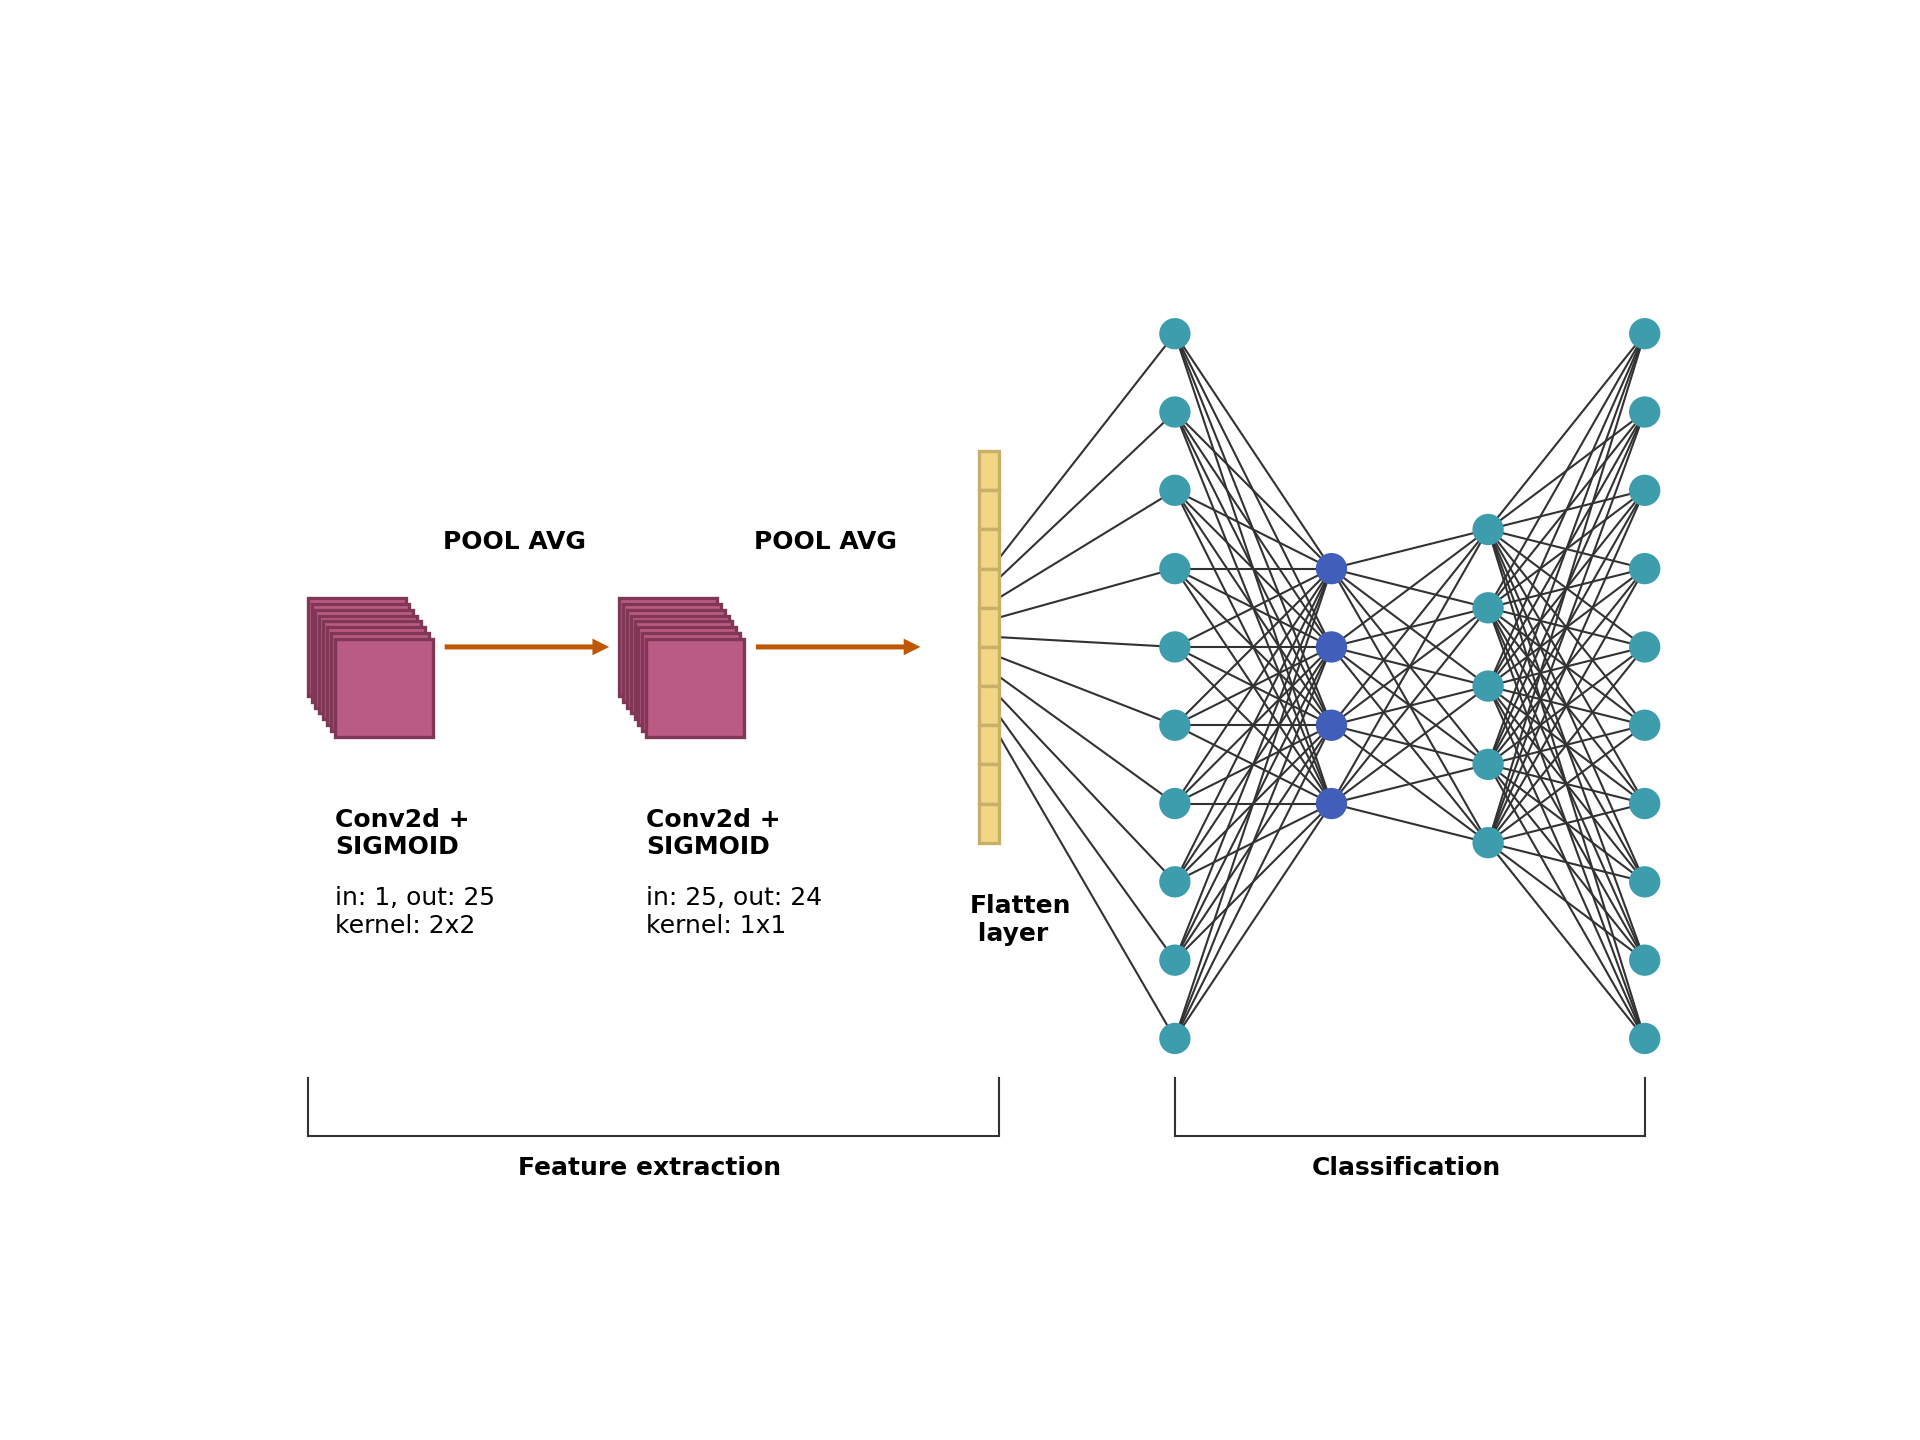 POOL AVG
POOL AVG
Conv2d +
SIGMOID
in: 1, out: 25
kernel: 2x2
Conv2d +
SIGMOID
in: 25, out: 24
kernel: 1x1
Flatten
layer
Feature extraction
Classification